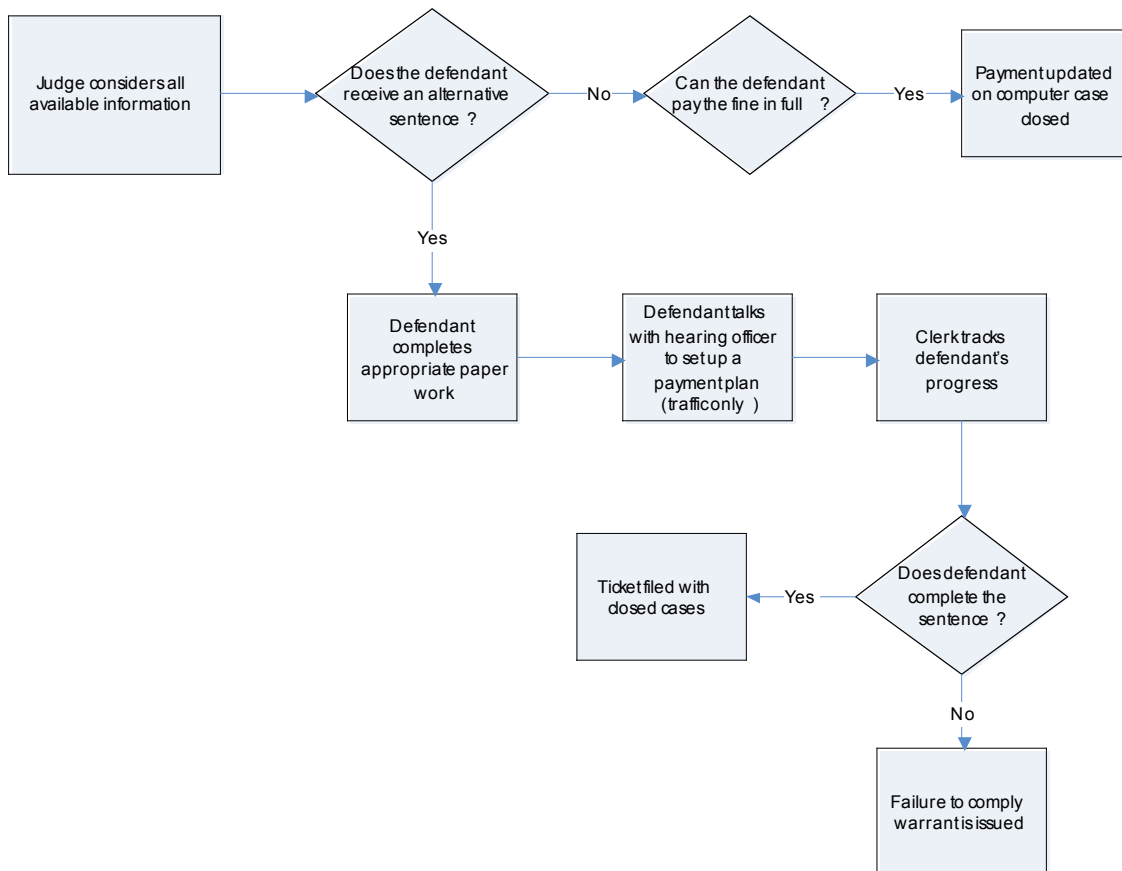 Judge considers all
available information
Does the defendant
receive an alternative
sentence ?
No
Can the defendant
pay the fine in full ?
Yes
Payment updated
on computer case
closed
Yes
Defendant
completes
appropriate paper
work
Defendant talks
with hearing officer
to set up a
payment plan
(traffic only )
Clerk tracks
defendant's
progress
Ticket filed with
closed cases
Yes
Does defendant
complete the
sentence ?
No
Failure to comply
warrant is issued